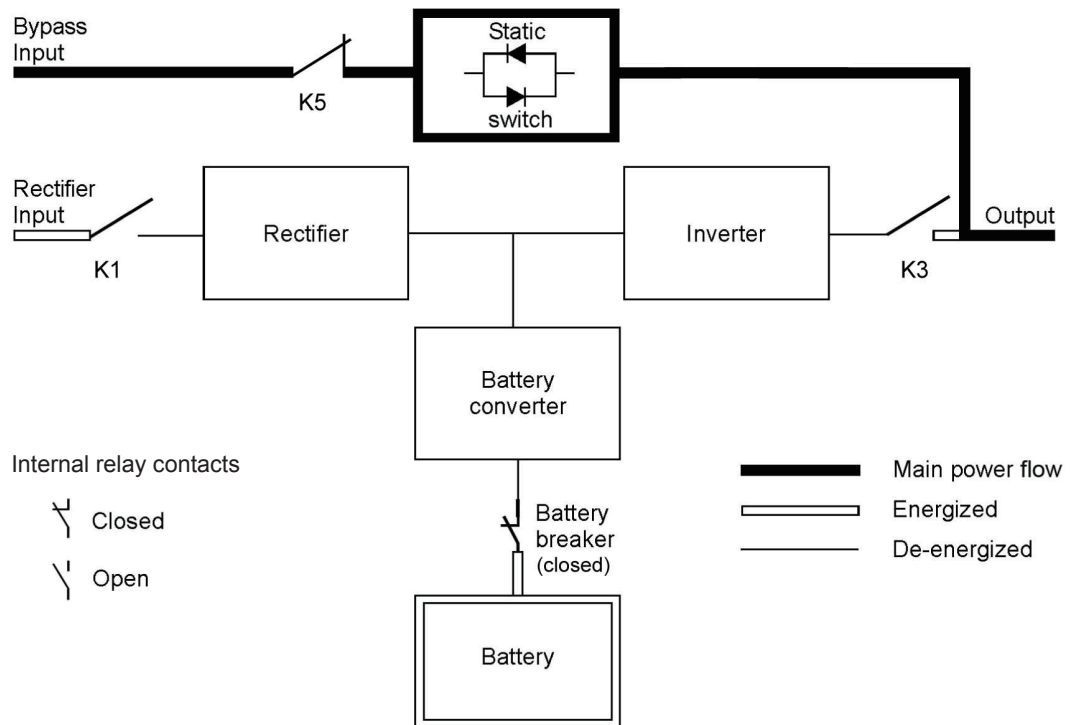 Bypass
Input
K5
Static
switch
Rectifier
Input
K1
Rectifier
Inverter
K3
Output
Battery
converter
Internal relay contacts
Closed
Open
Battery
breaker
(closed)
Battery
Main power flow
Energized
De-energized